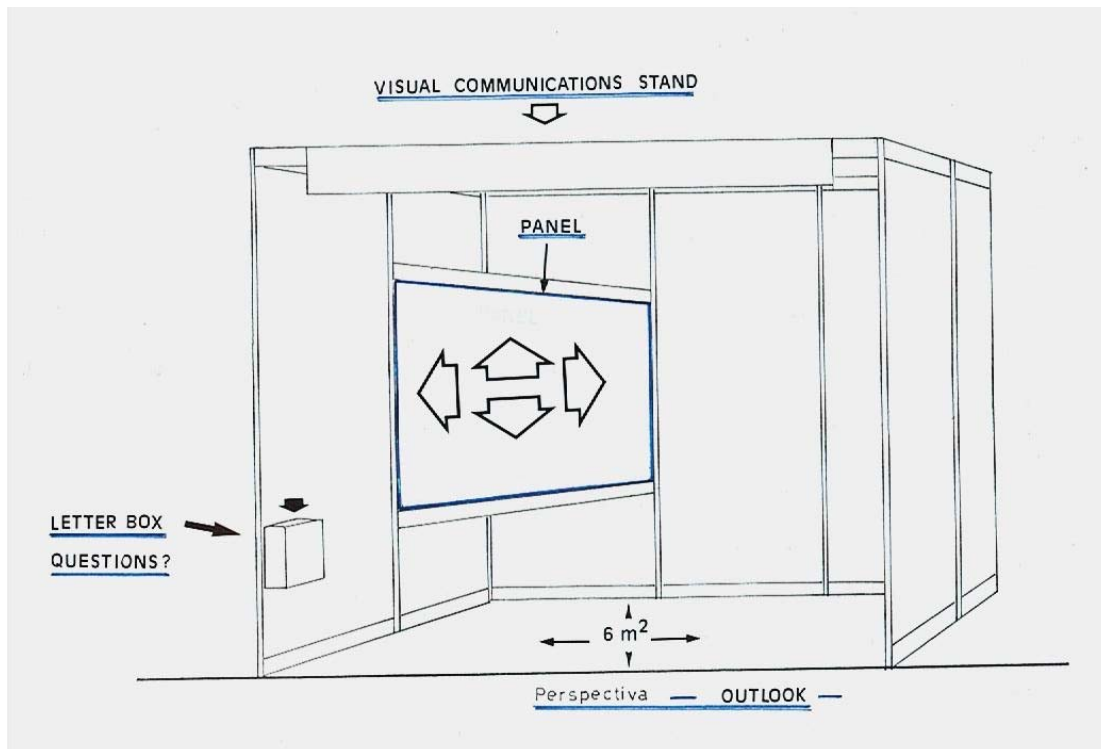 VISUAL COMMUNICATIONS STAND
PANEL
LETTER BOX
QUESTIONS?
6 m²
Perspectiva — OUTLOOK —